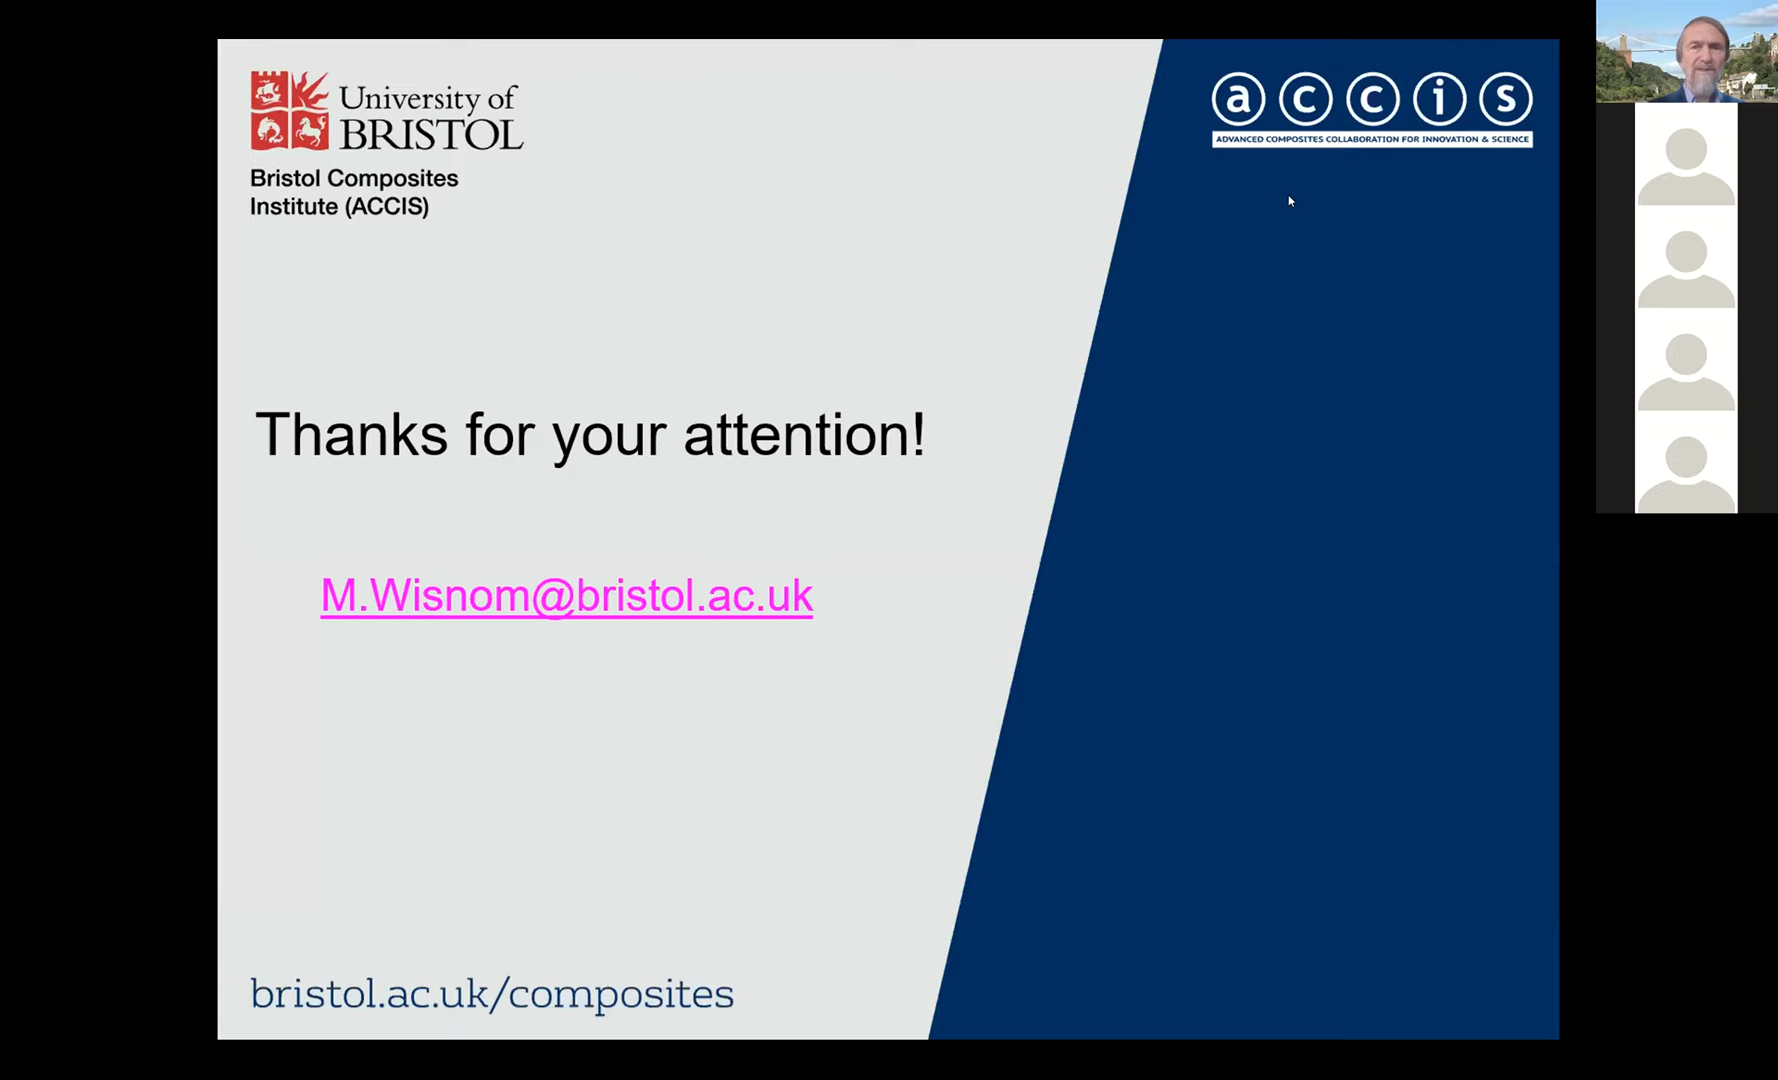 University of
BRISTOL
Bristol Composites
Institute (ACCIS)
accis
ADVANCED COMPOSITES COLLABORATION FOR INNOVATION & SCIENCE
Thanks for your attention!
M.Wisnom@bristol.ac.uk
bristol.ac.uk/composites